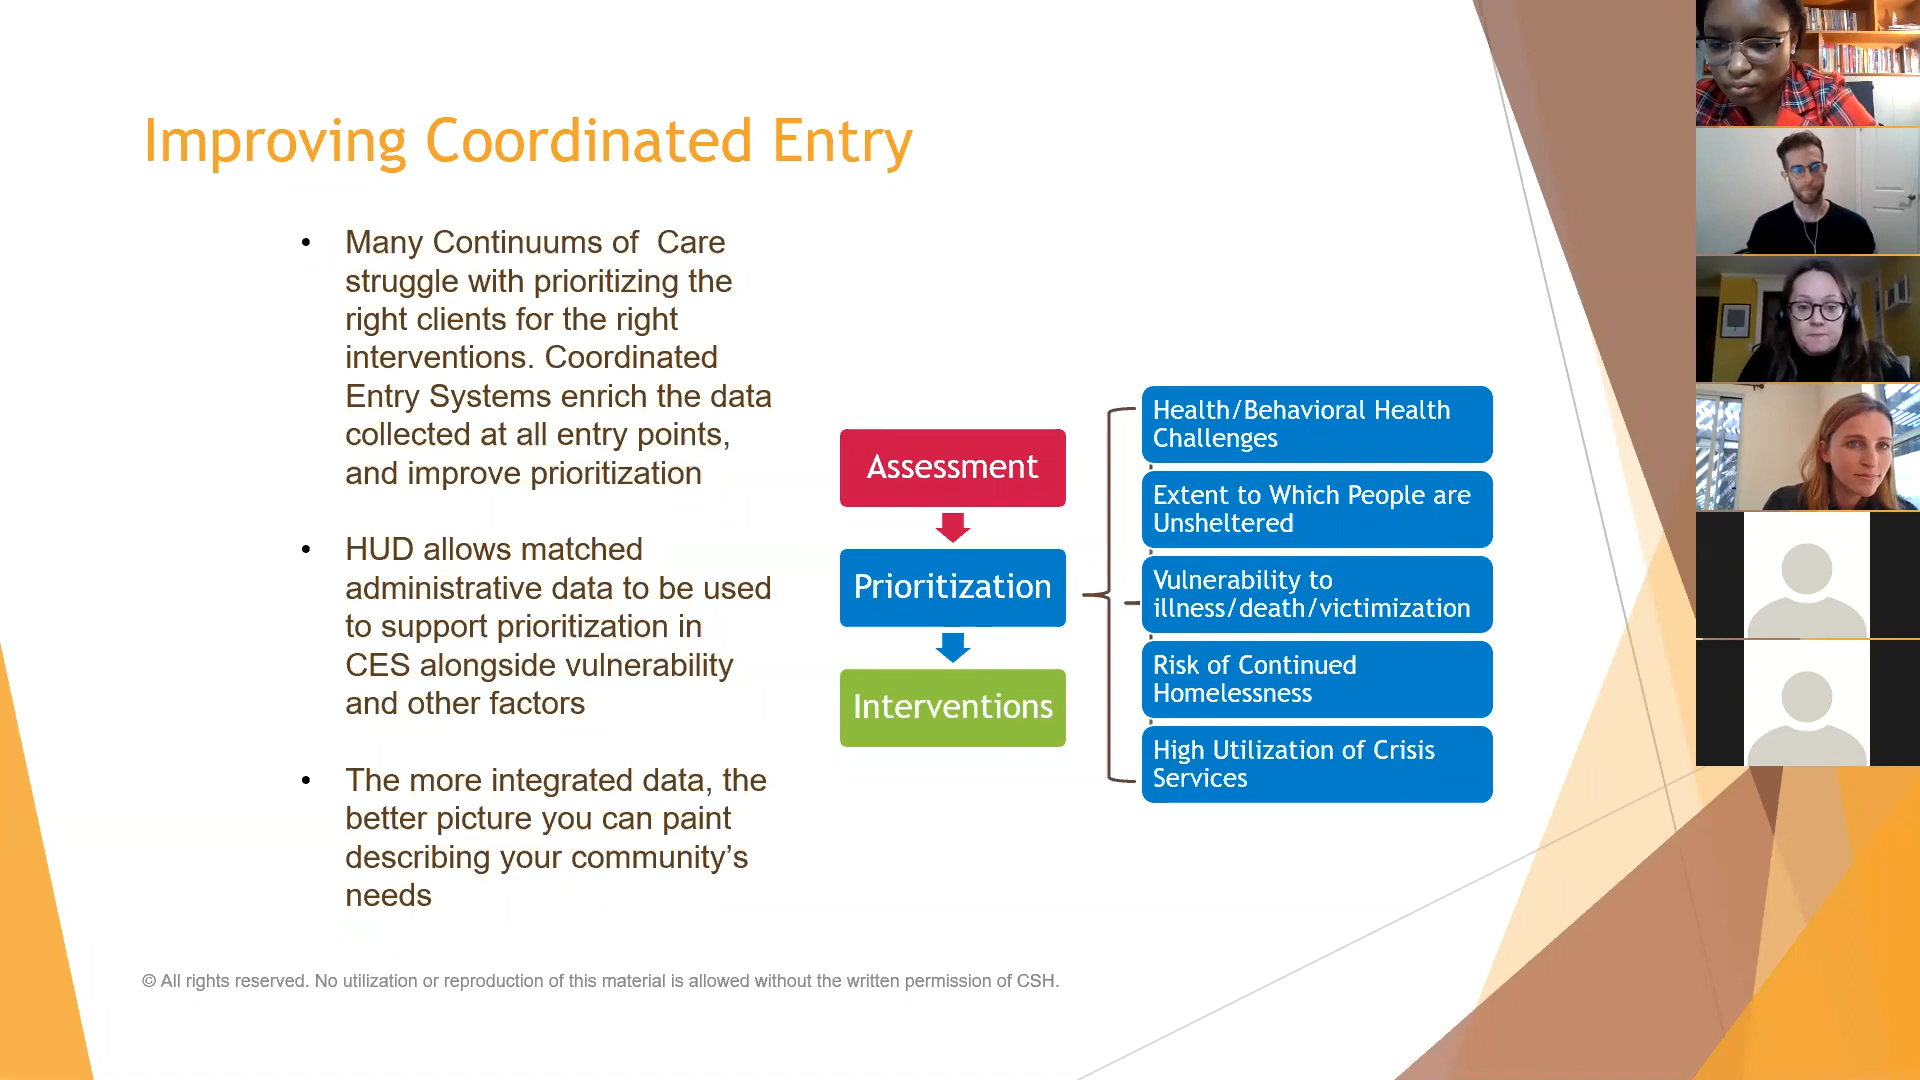 Improving Coordinated Entry
• Many Continuums of  Care
struggle with prioritizing the
right clients for the right
interventions. Coordinated
Entry Systems enrich the data
collected at all entry points,
and improve prioritization
• HUD allows matched
administrative data to be used
to support prioritization in
CES alongside vulnerability
and other factors
• The more integrated data, the
better picture you can paint
describing your community’s
needs
Assessment
Prioritization
Interventions
Health/Behavioral Health
Challenges
Extent to Which People are
Unsheltered
Vulnerability to
illness/death/victimization
Risk of Continued
Homelessness
High Utilization of Crisis
Services
© All rights reserved. No utilization or reproduction of this material is allowed without the written permission of CSH.